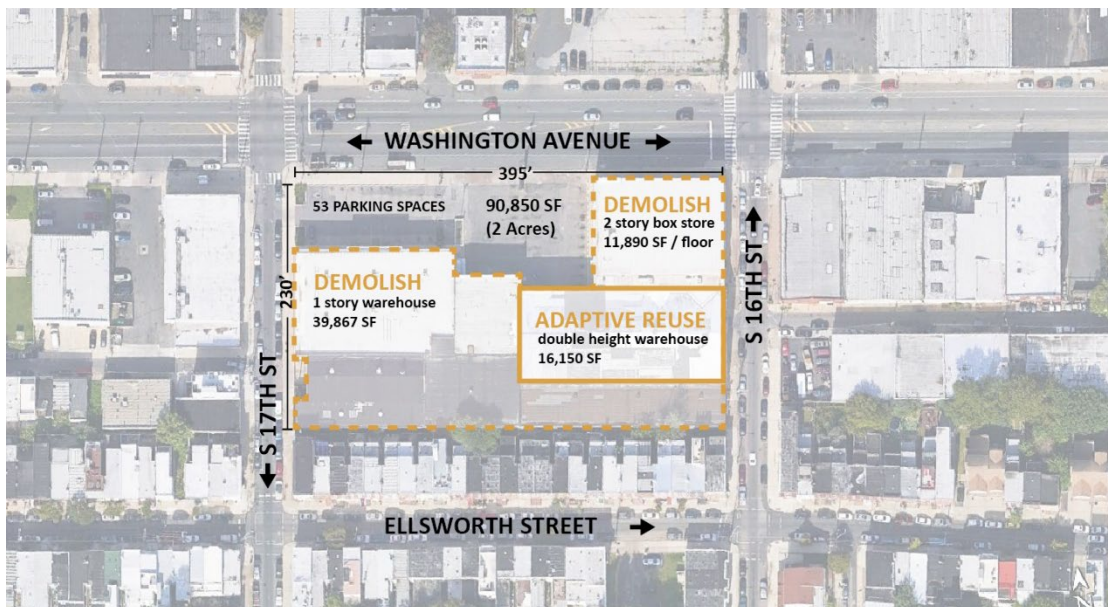 WASHINGTON AVENUE
395’
53 PARKING SPACES
90,850 SF
(2 Acres)
DEMOLISH
2 story box store
11,890 SF / floor
DEMOLISH
1 story warehouse
39,867 SF
230’
ADAPTIVE REUSE
double height warehouse
16,150 SF
S 17TH ST
S 16TH ST
ELLSWORTH STREET
N